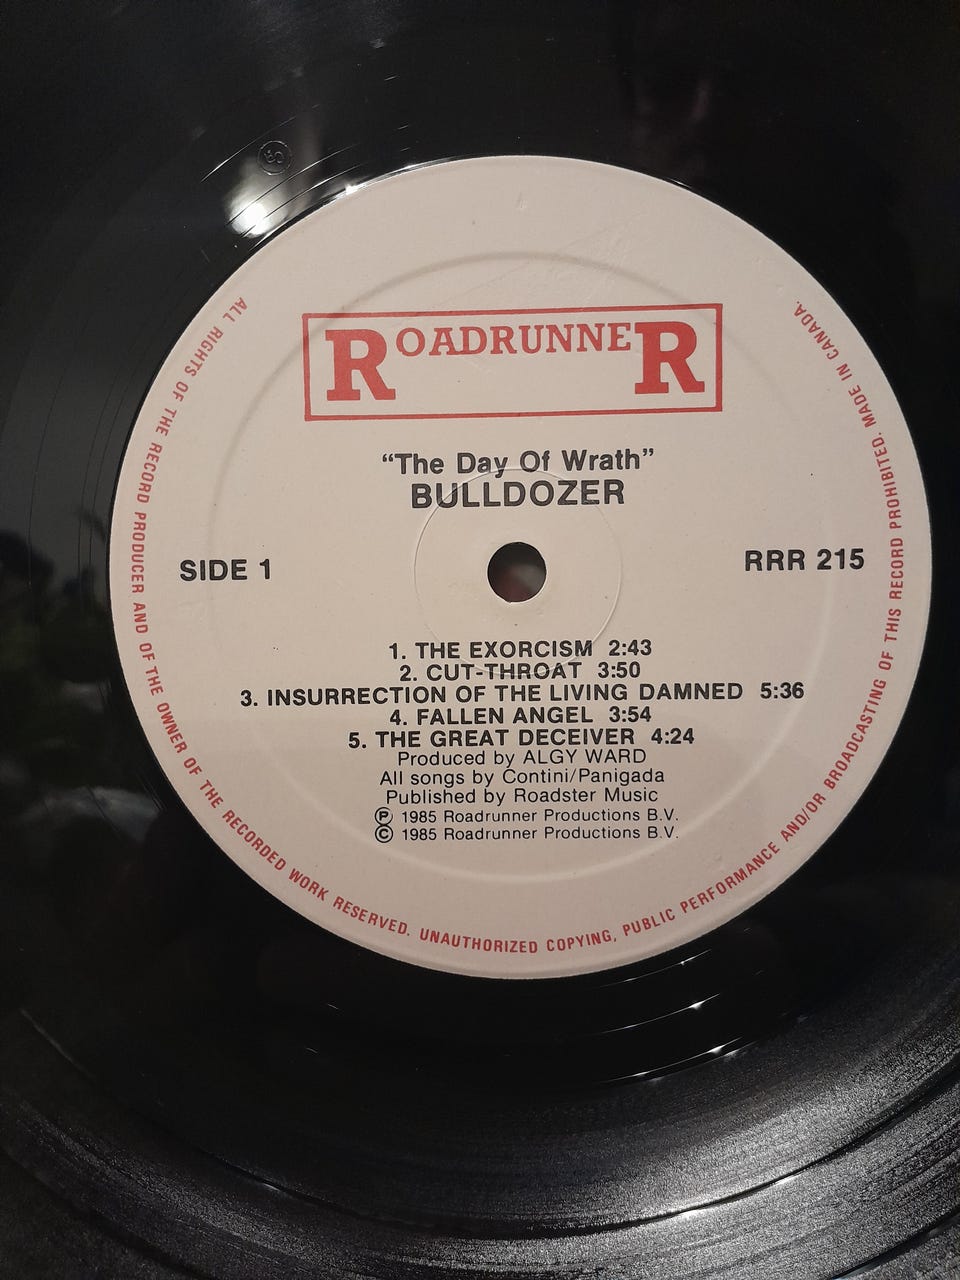 ROADRUNNER
“The Day Of Wrath”
BULLDOZER
SIDE 1
RRR 215
1. THE EXORCISM 2:43
2. CUT-THROAT 3:50
3. INSURRECTION OF THE LIVING DAMNED 5:36
4. FALLEN ANGEL 3:54
5. THE GREAT DECEIVER 4:24
Produced by ALGY WARD
All songs by Contini/Panigada
Published by Roadster Music
Ⓟ 1985 Roadrunner Productions B.V.
© 1985 Roadrunner Productions B.V.
ALL RIGHTS OF THE RECORD PRODUCER AND OF THE OWNER OF THE RECORDED WORK RESERVED. UNAUTHORIZED COPYING, PUBLIC PERFORMANCE AND/OR BROADCASTING OF THIS RECORD PROHIBITED. MADE IN CANADA.